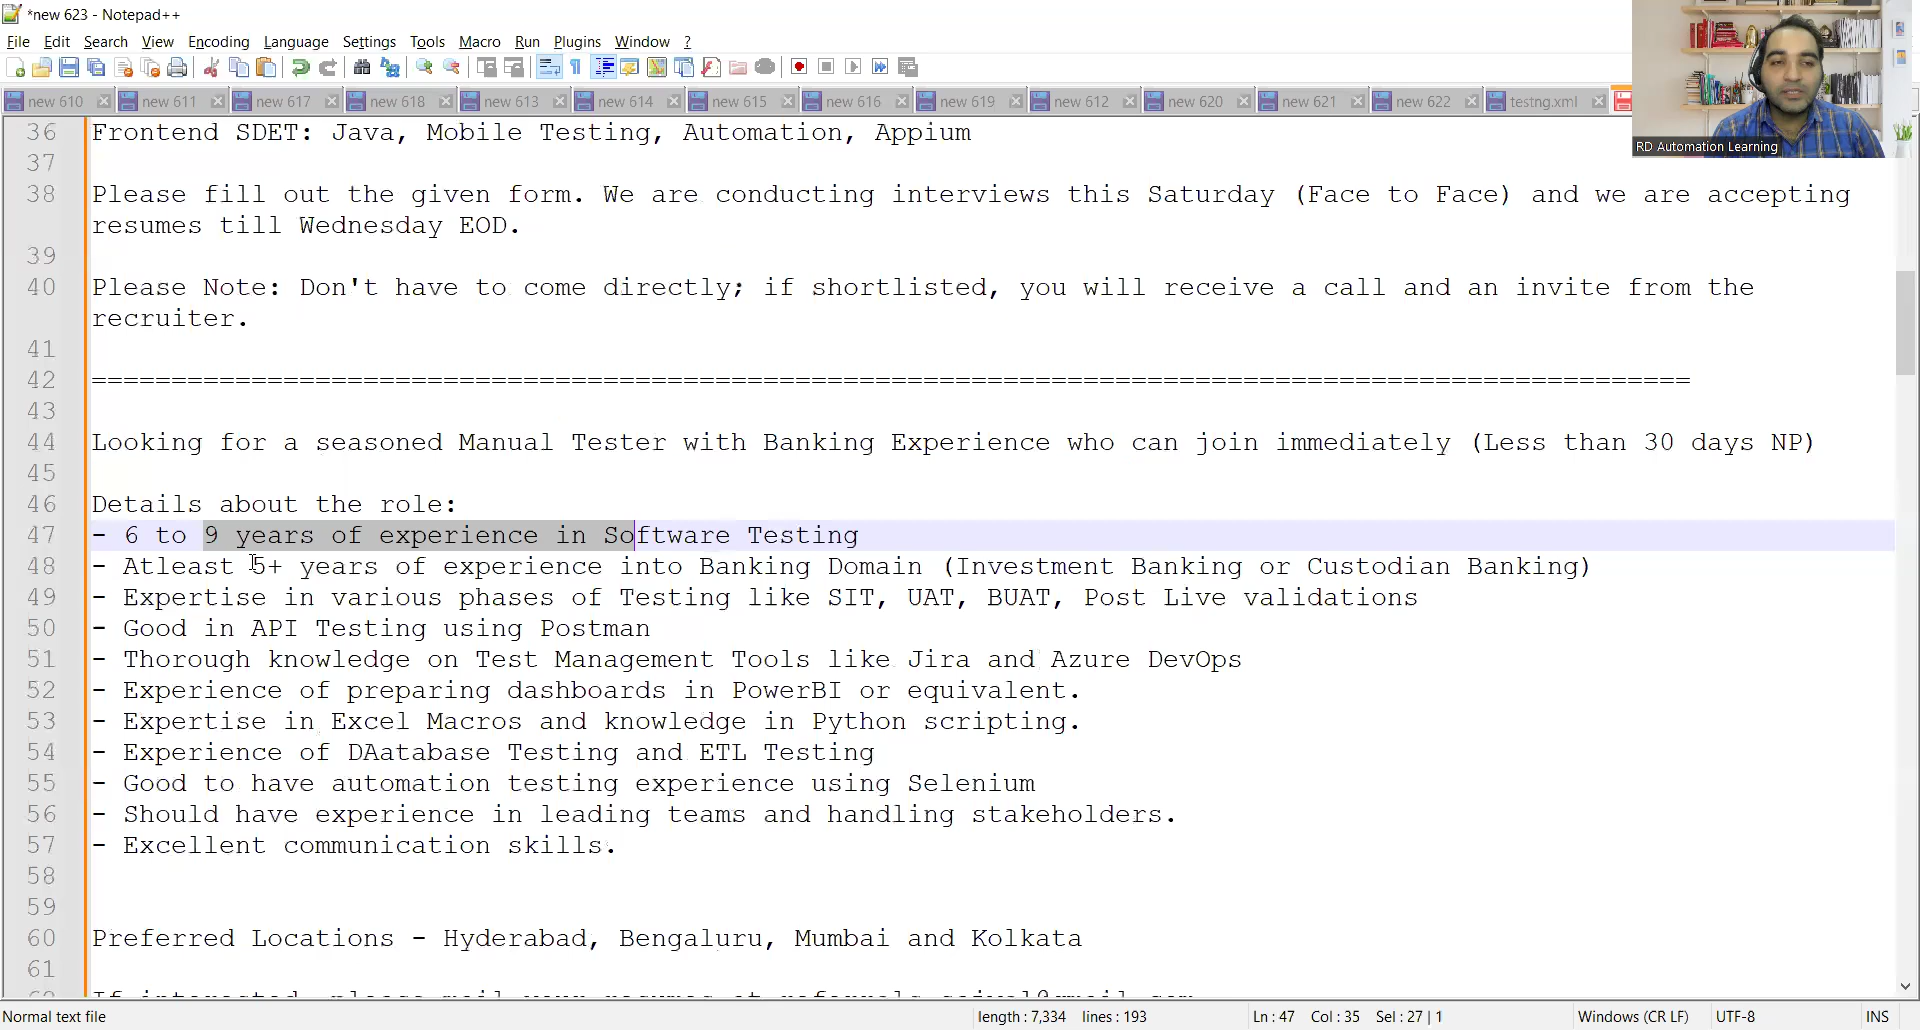 *new 623 - Notepad++
File Edit Search View Encoding Language Settings Tools Macro Run Plugins Window ?
new 610 new 611 new 617 new 618 new 613 new 614 new 615 new 616 new 619 new 612 new 620 new 621 new 622 testng.xml
RD Automation Learning
36 Frontend SDET: Java, Mobile Testing, Automation, Appium
37
38 Please fill out the given form. We are conducting interviews this Saturday (Face to Face) and we are accepting
resumes till Wednesday EOD.
39
40 Please Note: Don't have to come directly; if shortlisted, you will receive a call and an invite from the
recruiter.
41
42 ====================================================================================================
43
44 Looking for a seasoned Manual Tester with Banking Experience who can join immediately (Less than 30 days NP)
45
46 Details about the role:
47 - 6 to 9 years of experience in Software Testing
48 - Atleast 5+ years of experience into Banking Domain (Investment Banking or Custodian Banking)
49 - Expertise in various phases of Testing like SIT, UAT, BUAT, Post Live validations
50 - Good in API Testing using Postman
51 - Thorough knowledge on Test Management Tools like Jira and Azure DevOps
52 - Experience of preparing dashboards in PowerBI or equivalent.
53 - Expertise in Excel Macros and knowledge in Python scripting.
54 - Experience of DAatabase Testing and ETL Testing
55 - Good to have automation testing experience using Selenium
56 - Should have experience in leading teams and handling stakeholders.
57 - Excellent communication skills.
58
59
60 Preferred Locations - Hyderabad, Bengaluru, Mumbai and Kolkata
61
If interested, please mail your resumes at
Normal text file length : 7,334 lines : 193 Ln : 47 Col : 35 Sel : 27 | 1 Windows (CR LF) UTF-8 INS